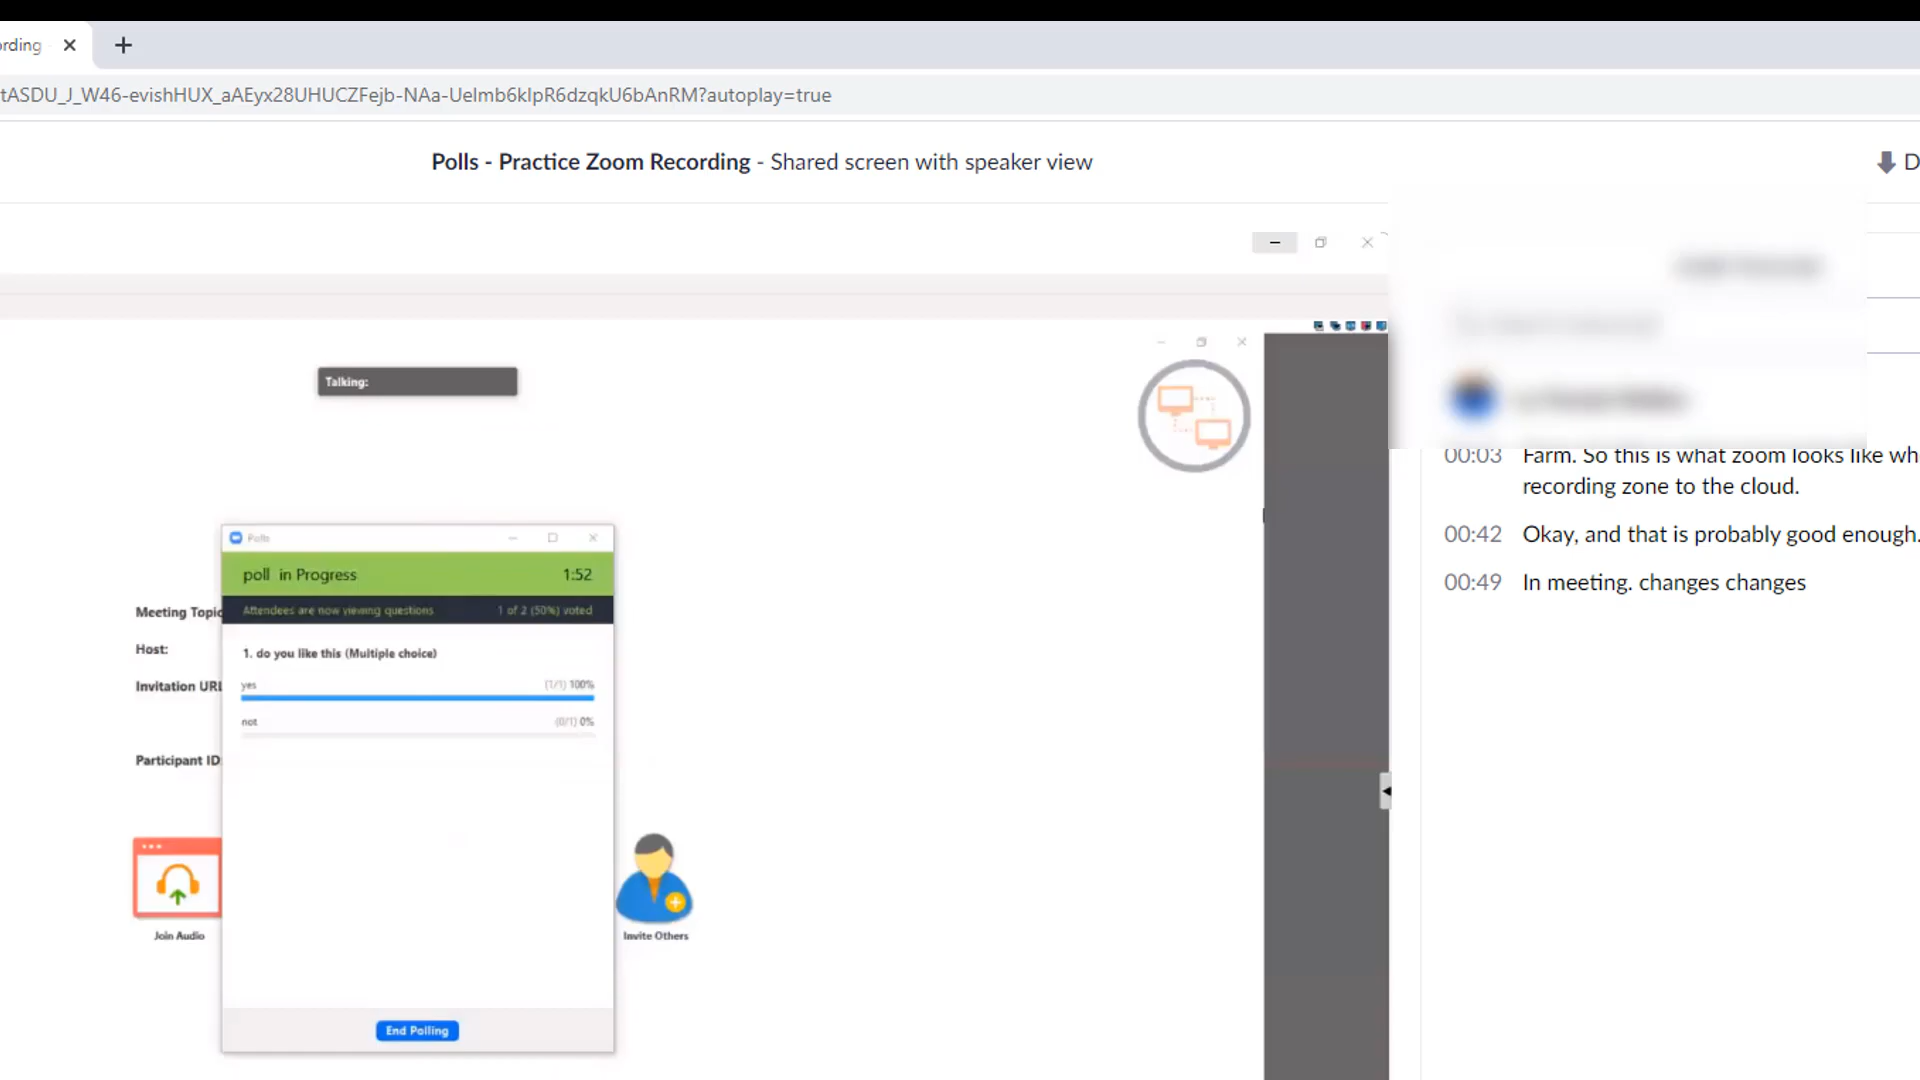 ording
tASDU_J_W46-evishHUX_aAEyx28UHUCZFejb-NAa-UeImb6kIpR6dzqkU6bAnRM?autoplay=true
Polls - Practice Zoom Recording - Shared screen with speaker view
D
Talking:
Polls
poll in Progress 1:52
Attendees are now viewing questions 1 of 2 (50%) voted
1. do you like this (Multiple choice)
yes (1/1) 100%
not (0/1) 0%
End Polling
Meeting Topic
Host:
Invitation URL
Participant ID
Join Audio
Invite Others
00:03 Farm. So this is what zoom looks like wh
recording zone to the cloud.
00:42 Okay, and that is probably good enough.
00:49 In meeting. changes changes